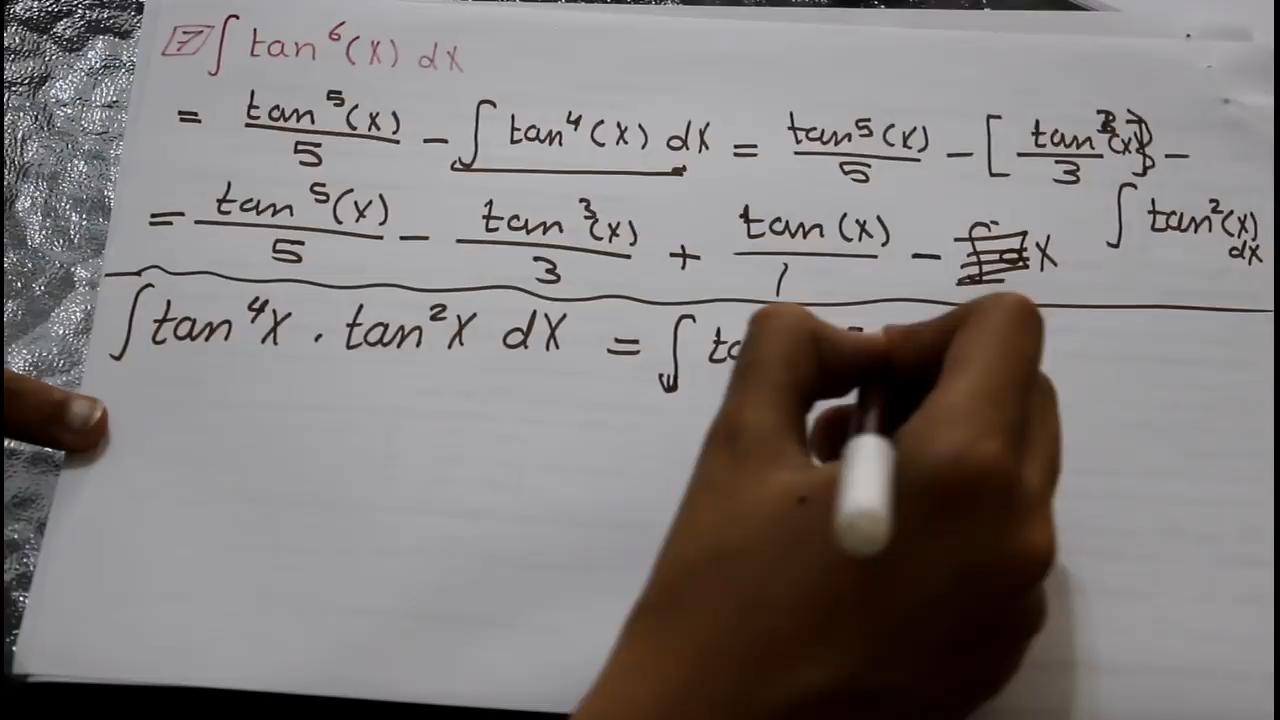 7 ∫ tan⁶(x) dx
= tan⁵(x)/5 - ∫ tan⁴(x) dx = tan⁵(x)/5 - [tan³(x)/3] -
∫ tan²(x) dx
= tan⁵(x)/5 - tan³(x)/3 + tan(x)/1 - x
∫ tan⁴x . tan²x dx = ∫